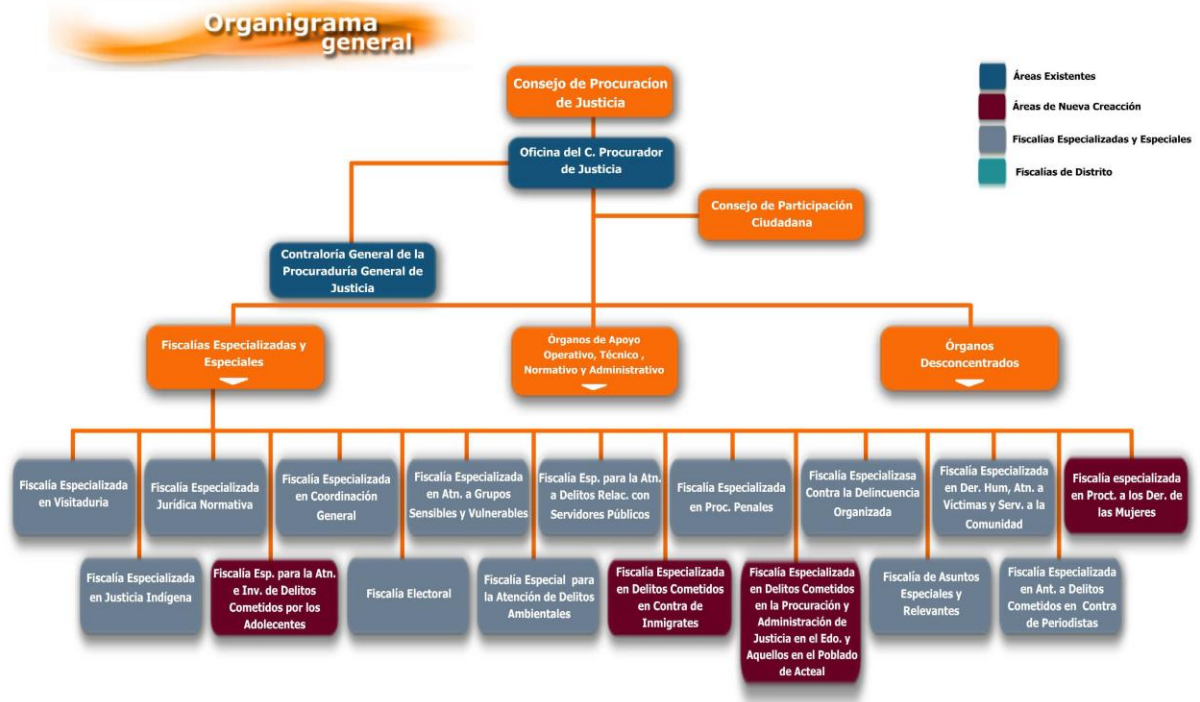 Organigrama
general
Consejo de Procuracíon
de Justicia
Áreas Existentes
Áreas de Nueva Creacción
Fiscalías Especializadas y Especiales
Fiscalías de Distrito
Oficina del C. Procurador
de Justicia
Consejo de Participación
Ciudadana
Contraloría General de la
Procuraduría General de
Justicia
Fiscalías Especializadas y
Especiales
Órganos de Apoyo
Operativo, Técnico ,
Normativo y Administrativo
Órganos
Desconcentrados
Fiscalía Especializada
en Visitaduria
Fiscalía Especializada
Jurídica Normativa
Fiscalía Especializada
en Coordinación
General
Fiscalía Especializada
en Atn. a Grupos
Sensibles y Vulnerables
Fiscalía Esp. para la Atn.
a Delitos Relac. con
Servidores Públicos
Fiscalía Especializada
en Proc. Penales
Fiscalía Especializasa
Contra la Delincuencia
Organizada
Fiscalía Especializada
en Der. Hum, Atn. a
Víctimas y Serv. a la
Comunidad
Fiscalía especializada
en Proct. a los Der. de
las Mujeres
Fiscalía Especializada
en Justicia Indígena
Fiscalía Esp. para la Atn.
e Inv. de Delitos
Cometidos por los
Adolecentes
Fiscalía Electoral
Fiscalía Especial para
la Atención de Delitos
Ambientales
Fiscalía Especializada
en Delitos Cometidos
en Contra de
Inmigrates
Fiscalía Especializada
en Delitos Cometidos
en la Procuración y
Administración de
Justicia en el Edo. y
Aquellos en el Poblado
de Acteal
Fiscalía de Asuntos
Especiales y
Relevantes
Fiscalía Especializada
en Ant. a Delitos
Cometidos en Contra
de Periodistas